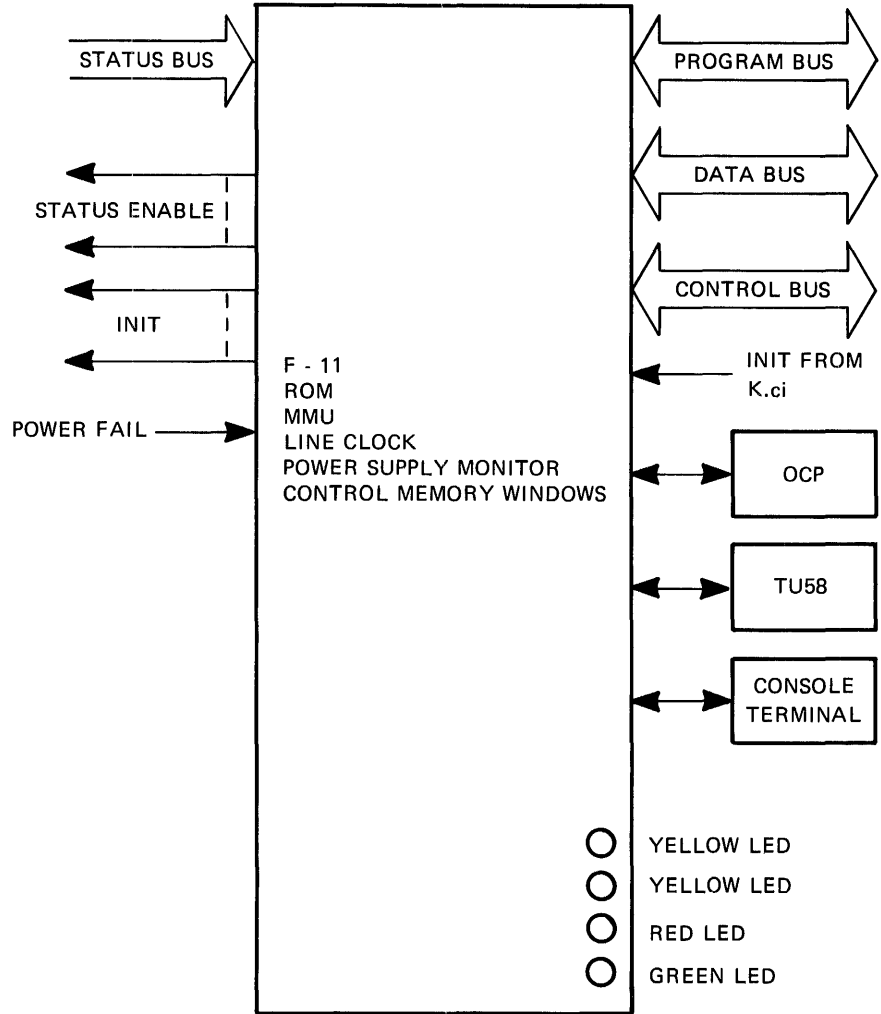 STATUS BUS
PROGRAM BUS
DATA BUS
STATUS ENABLE
CONTROL BUS
INIT
F - 11
ROM
MMU
LINE CLOCK
POWER SUPPLY MONITOR
CONTROL MEMORY WINDOWS
INIT FROM
K.ci
POWER FAIL
OCP
TU58
CONSOLE
TERMINAL
YELLOW LED
YELLOW LED
RED LED
GREEN LED